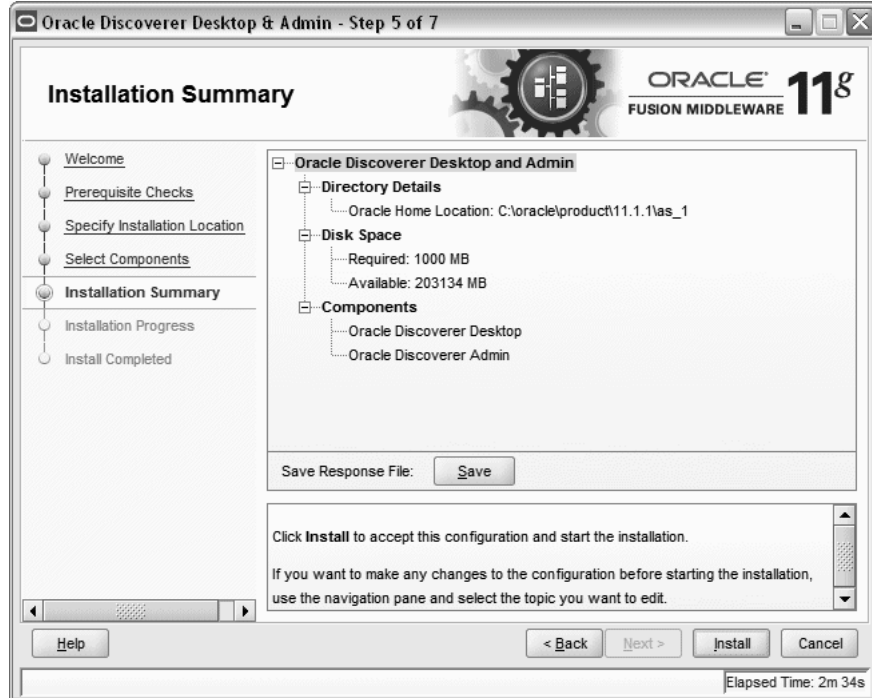 Oracle Discoverer Desktop & Admin - Step 5 of 7
Installation Summary
ORACLE®
FUSION MIDDLEWARE
11g
Welcome
Prerequisite Checks
Specify Installation Location
Select Components
Installation Summary
Installation Progress
Install Completed
Oracle Discoverer Desktop and Admin
Directory Details
Oracle Home Location: C:\oracle\product\11.1.1\as_1
Disk Space
Required: 1000 MB
Available: 203134 MB
Components
Oracle Discoverer Desktop
Oracle Discoverer Admin
Save Response File:
Save
Click Install to accept this configuration and start the installation.
If you want to make any changes to the configuration before starting the installation,
use the navigation pane and select the topic you want to edit.
Help
< Back
Next >
Install
Cancel
Elapsed Time: 2m 34s